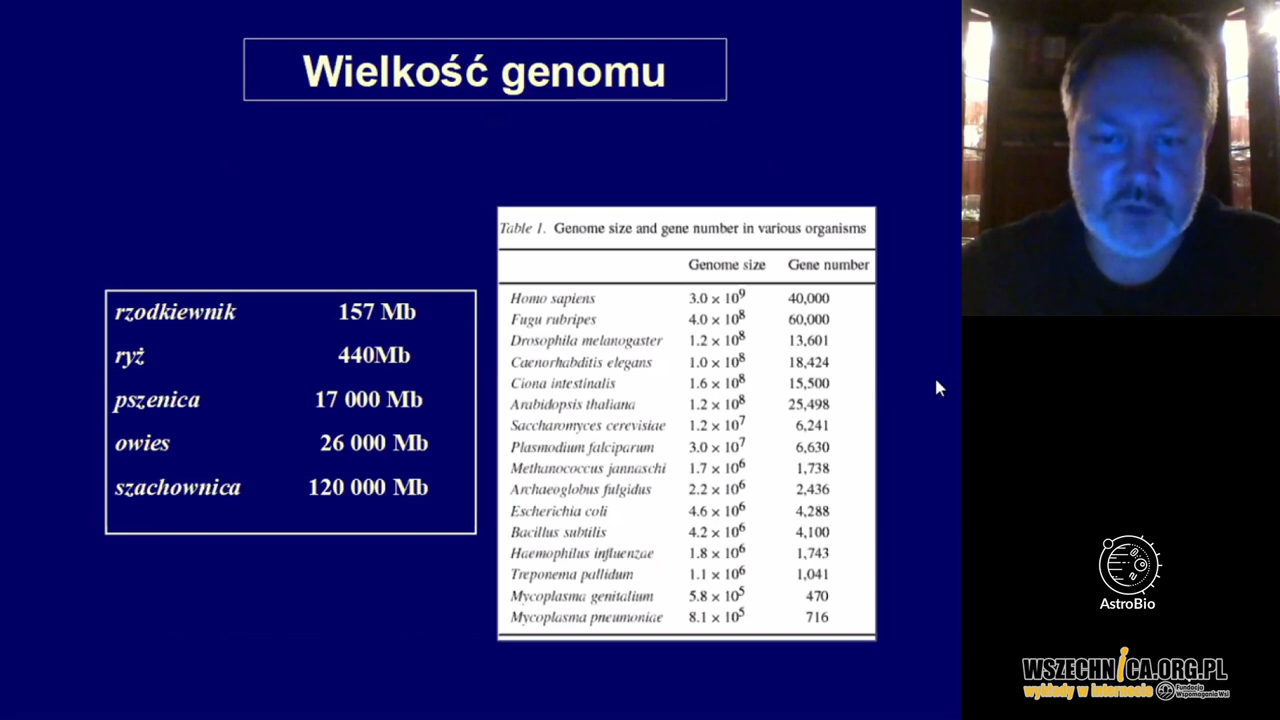 Wielkość genomu
rzodkiewnik 157 Mb
ryż 440Mb
pszenica 17 000 Mb
owies 26 000 Mb
szachownica 120 000 Mb
Table 1. Genome size and gene number in various organisms
Genome size Gene number
Homo sapiens 3.0 × 10⁹ 40,000
Fugu rubripes 4.0 × 10⁸ 60,000
Drosophila melanogaster 1.2 × 10⁸ 13,601
Caenorhabditis elegans 1.0 × 10⁸ 18,424
Ciona intestinalis 1.6 × 10⁸ 15,500
Arabidopsis thaliana 1.2 × 10⁸ 25,498
Saccharomyces cerevisiae 1.2 × 10⁷ 6,241
Plasmodium falciparum 3.0 × 10⁷ 6,630
Methanococcus jannaschi 1.7 × 10⁶ 1,738
Archaeoglobus fulgidus 2.2 × 10⁶ 2,436
Escherichia coli 4.6 × 10⁶ 4,288
Bacillus subtilis 4.2 × 10⁶ 4,100
Haemophilus influenzae 1.8 × 10⁶ 1,743
Treponema pallidum 1.1 × 10⁶ 1,041
Mycoplasma genitalium 5.8 × 10⁵ 470
Mycoplasma pneumoniae 8.1 × 10⁵ 716
AstroBio
WSZECHNICA.ORG.PL
wykłady w internecie
Fundacja
Wspomagania Wsi